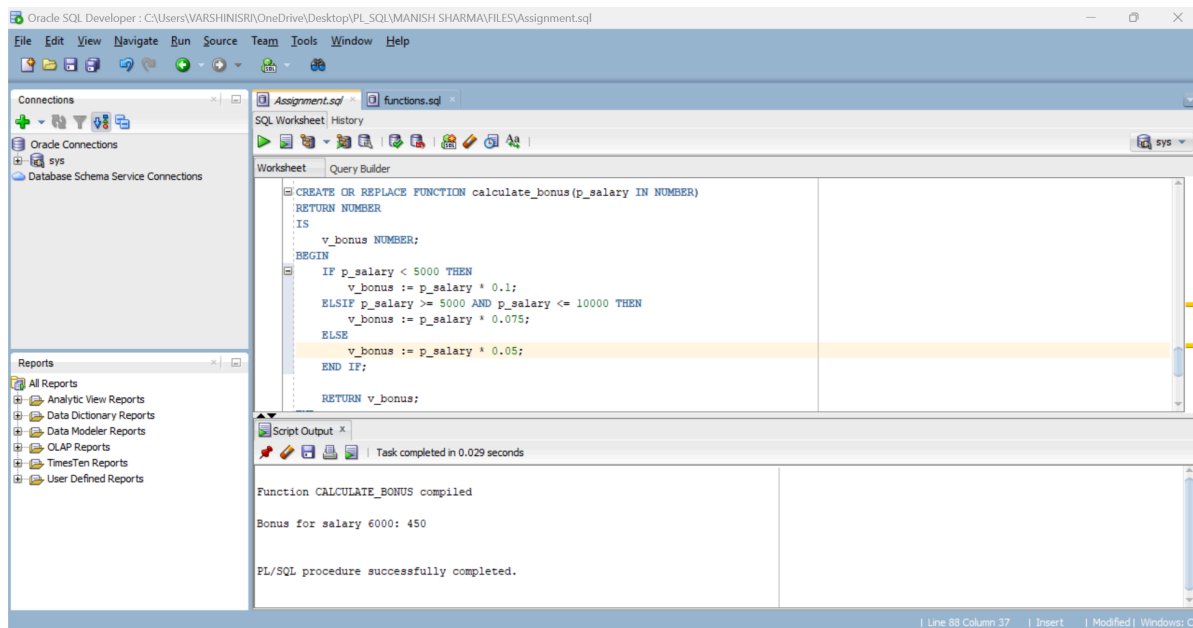 Oracle SQL Developer : C:\Users\VARSHINISRI\OneDrive\Desktop\PL_SQL\MANISH SHARMA\FILES\Assignment.sql
File Edit View Navigate Run Source Team Tools Window Help
Connections
Oracle Connections
sys
Database Schema Service Connections
Reports
All Reports
Analytic View Reports
Data Dictionary Reports
Data Modeler Reports
OLAP Reports
TimesTen Reports
User Defined Reports
Assignment.sql functions.sql
SQL Worksheet History
sys
Worksheet Query Builder
CREATE OR REPLACE FUNCTION calculate_bonus(p_salary IN NUMBER)
RETURN NUMBER
IS
v_bonus NUMBER;
BEGIN
IF p_salary < 5000 THEN
v_bonus := p_salary * 0.1;
ELSIF p_salary >= 5000 AND p_salary <= 10000 THEN
v_bonus := p_salary * 0.075;
ELSE
v_bonus := p_salary * 0.05;
END IF;
RETURN v_bonus;
Script Output
Task completed in 0.029 seconds
Function CALCULATE_BONUS compiled
Bonus for salary 6000: 450
PL/SQL procedure successfully completed.
| Line 88 Column 37 | Insert | Modified | Windows: C